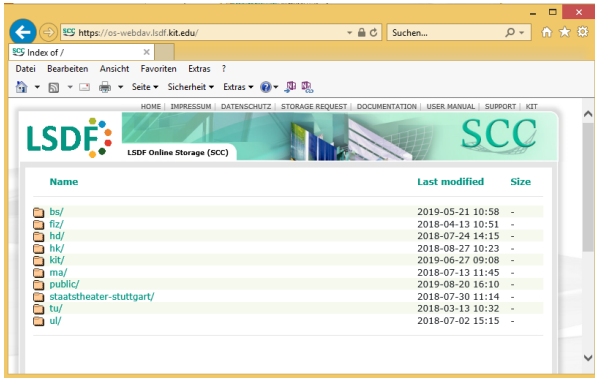 https://os-webdav.lsdf.kit.edu/
Suchen...
SCC Index of /
Datei Bearbeiten Ansicht Favoriten Extras ?
Seite Sicherheit Extras
HOME | IMPRESSUM | DATENSCHUTZ | STORAGE REQUEST | DOCUMENTATION | USER MANUAL | SUPPORT | KIT
LSDF
SCC
LSDF Online Storage (SCC)
Name Last modified Size
bs/ 2019-05-21 10:58 -
fiz/ 2018-04-13 10:51 -
hd/ 2018-07-24 14:15 -
hk/ 2018-08-27 10:23 -
kit/ 2019-06-27 09:08 -
ma/ 2018-07-13 11:45 -
public/ 2019-08-20 16:10 -
staatstheater-stuttgart/ 2018-07-30 11:14 -
tu/ 2018-03-13 10:32 -
ul/ 2018-07-02 15:15 -